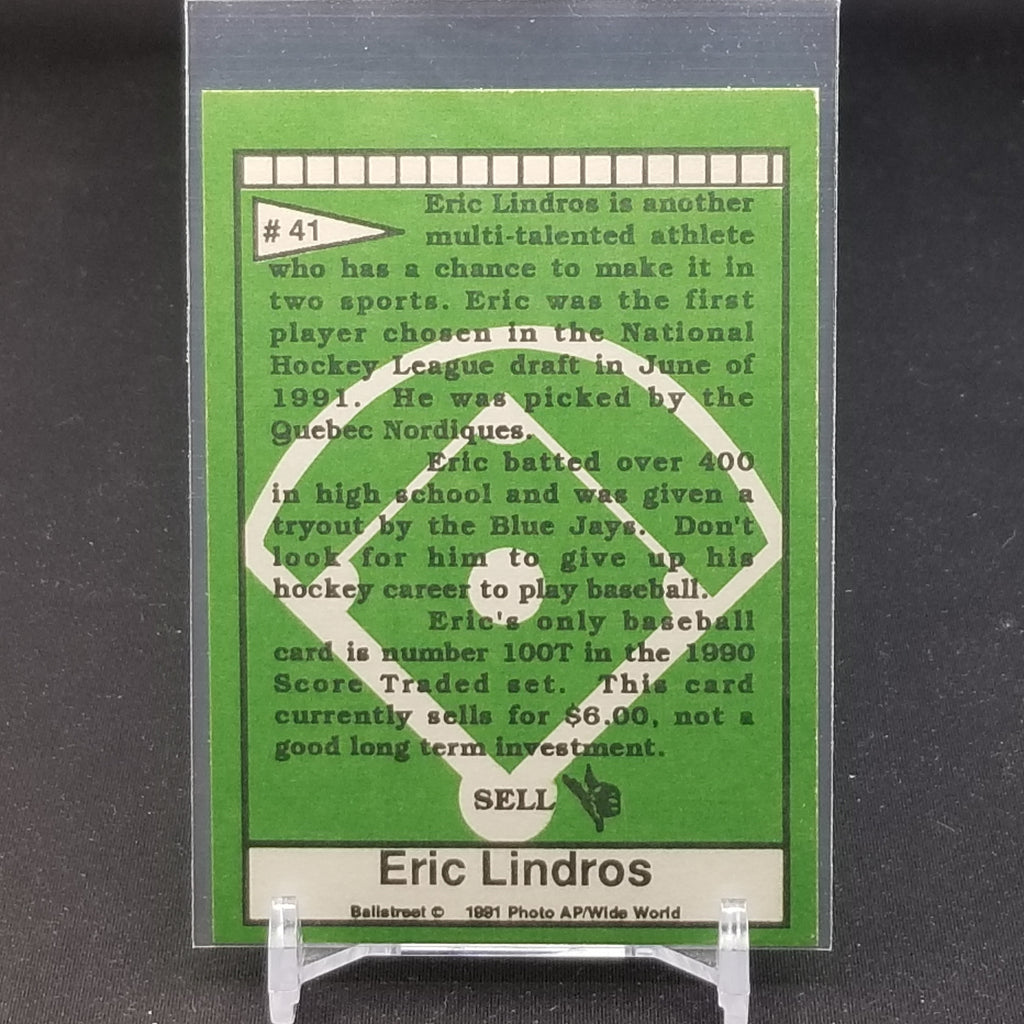 # 41
Eric Lindros is another
multi-talented athlete
who has a chance to make it in
two sports. Eric was the first
player chosen in the National
Hockey League draft in June of
1991. He was picked by the
Quebec Nordiques.
Eric batted over 400
in high school and was given a
tryout by the Blue Jays. Don't
look for him to give up his
hockey career to play baseball.
Eric's only baseball
card is number 100T in the 1990
Score Traded set. This card
currently sells for $6.00, not a
good long term investment.
SELL
Eric Lindros
Ballstreet © 1991 Photo AP/Wide World